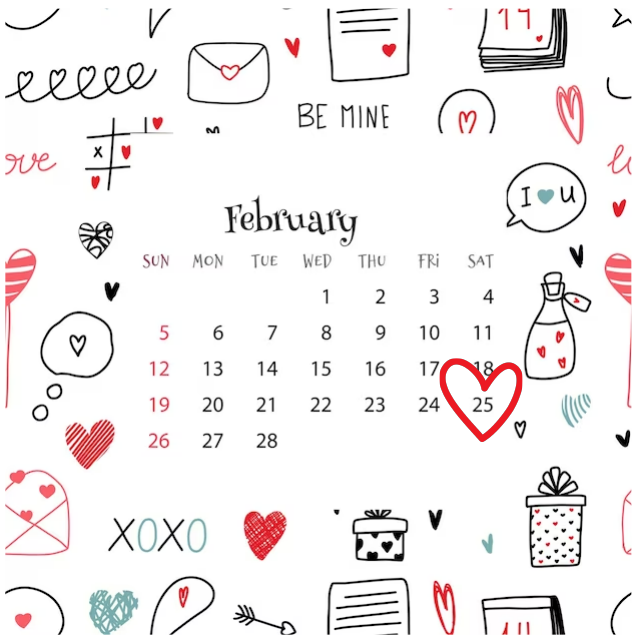 14
BE MINE
ove
x
I U
February
SUN MON TUE WED THU FRI SAT
1 2 3 4
5 6 7 8 9 10 11
12 13 14 15 16 17 18
19 20 21 22 23 24 25
26 27 28
XOXO